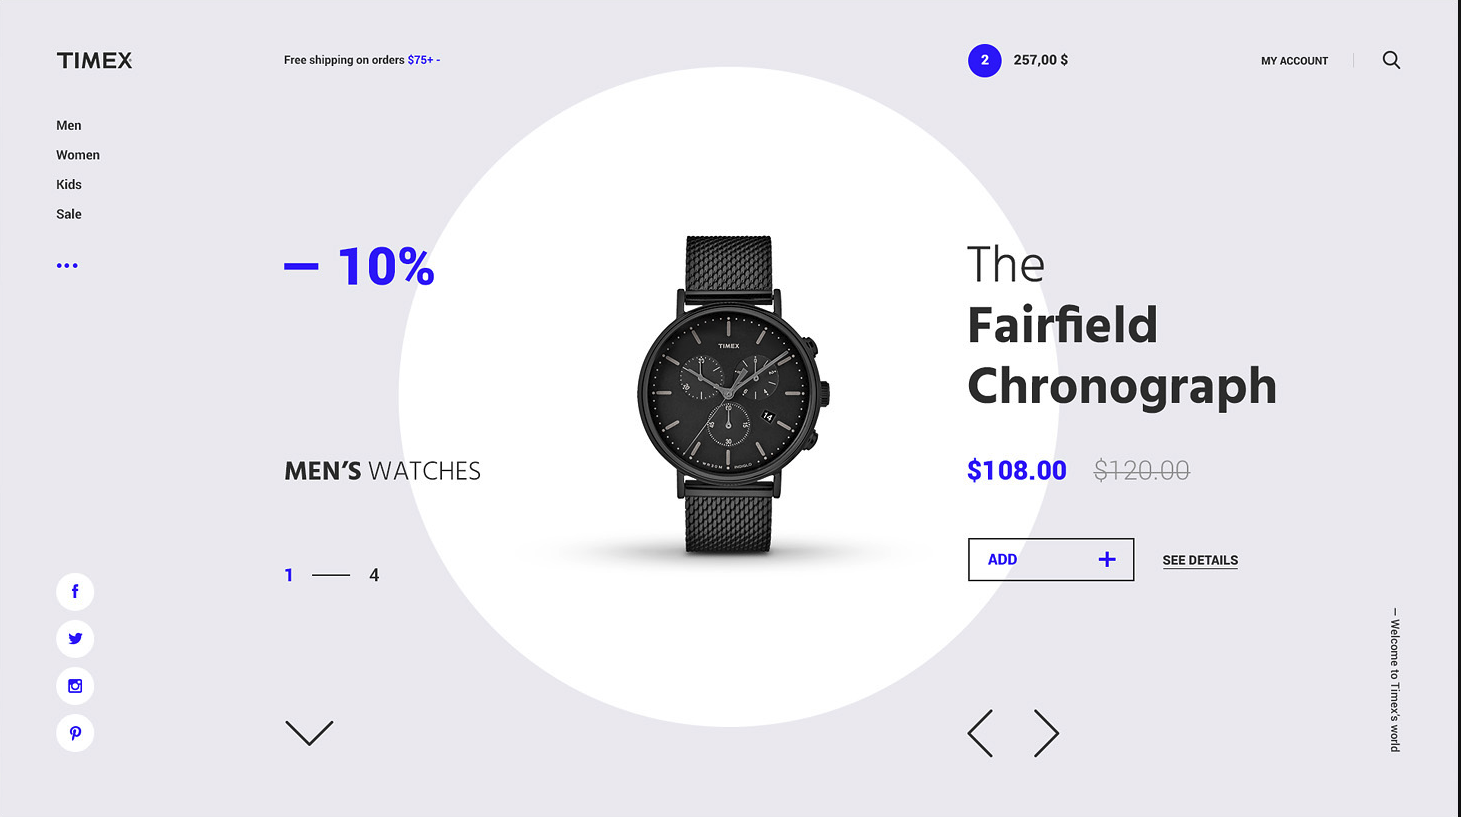 TIMEX
Free shipping on orders $75+ -
2
257,00 $
MY ACCOUNT
Men
Women
Kids
Sale
— 10%
MEN’S WATCHES
1 — 4
TIMEX
14
INDIGLO
The
Fairfield
Chronograph
$108.00 $120.00
ADD +
SEE DETAILS
— Welcome to Timex’s world